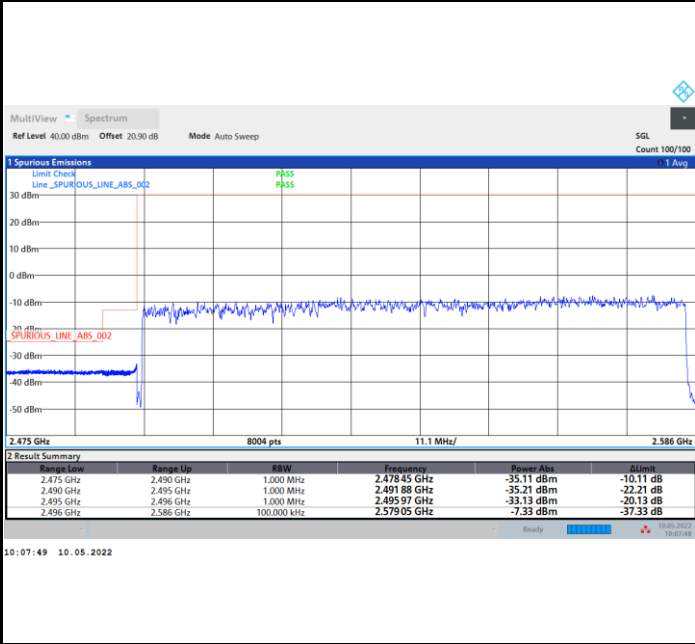 MultiView Spectrum
Ref Level 40.00 dBm Offset 20.90 dB Mode Auto Sweep SGL
Count 100/100
1 Spurious Emissions 1 Avg
Limit Check PASS
Line _SPURIOUS_LINE_ABS_002 PASS
30 dBm
20 dBm
10 dBm
0 dBm
-10 dBm
-20 dBm
_SPURIOUS_LINE_ABS_002
-30 dBm
-40 dBm
-50 dBm
2.475 GHz 8004 pts 11.1 MHz/ 2.586 GHz
2 Result Summary
Range Low Range Up RBW Frequency Power Abs ΔLimit
2.475 GHz 2.490 GHz 1.000 MHz 2.478 45 GHz -35.11 dBm -10.11 dB
2.490 GHz 2.495 GHz 1.000 MHz 2.491 88 GHz -35.21 dBm -22.21 dB
2.495 GHz 2.496 GHz 1.000 MHz 2.495 97 GHz -33.13 dBm -20.13 dB
2.496 GHz 2.586 GHz 100.000 kHz 2.579 05 GHz -7.33 dBm -37.33 dB
Ready 10.05.2022
10:07:48
10:07:49 10.05.2022